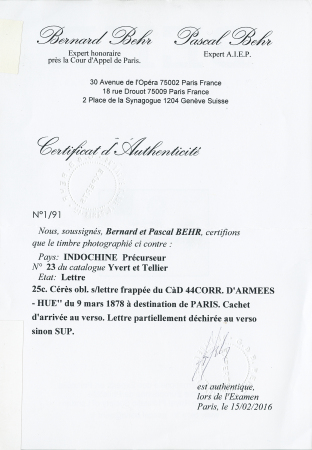 Bernard Behr
Expert honoraire
près la Cour d'Appel de Paris.
Pascal Behr
Expert A.I.E.P.
30 Avenue de l'Opéra 75002 Paris France
18 rue Drouot 75009 Paris France
2 Place de la Synagogue 1204 Genève Suisse
Certificat d'Authenticité
N°1/91
Nous, soussignés, Bernard et Pascal BEHR, certifions
que le timbre photographié ci contre :
Pays: INDOCHINE Précurseur
N° 23 du catalogue Yvert et Tellier
Etat: Lettre
25c. Cérès obl. s/lettre frappée du CàD 44CORR. D'ARMEES
- HUE" du 9 mars 1878 à destination de PARIS. Cachet
d'arrivée au verso. Lettre partiellement déchirée au verso
sinon SUP.
est authentique,
lors de l'Examen
Paris, le 15/02/2016